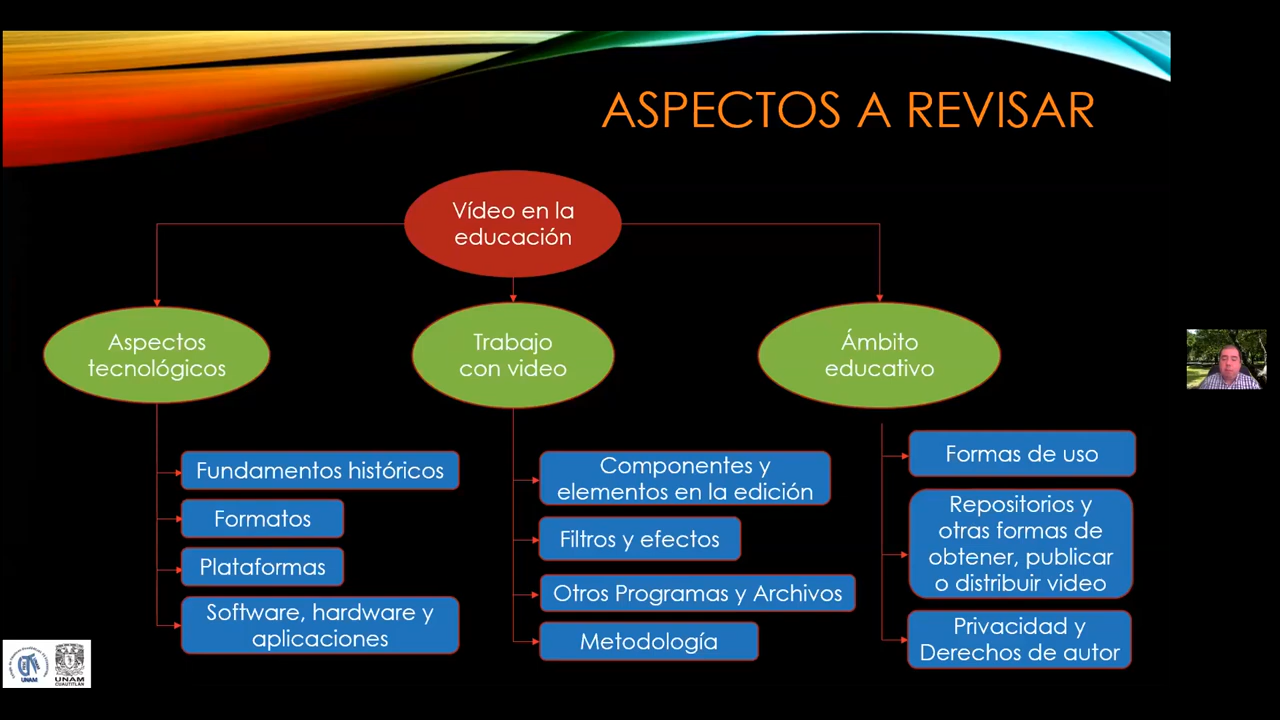 ASPECTOS A REVISAR
Vídeo en la
educación
Aspectos
tecnológicos
Trabajo
con video
Ámbito
educativo
Fundamentos históricos
Formatos
Plataformas
Software, hardware y
aplicaciones
Componentes y
elementos en la edición
Filtros y efectos
Otros Programas y Archivos
Metodología
Formas de uso
Repositorios y
otras formas de
obtener, publicar
o distribuir video
Privacidad y
Derechos de autor
UNAM
UNAM
CUAUTITLÁN